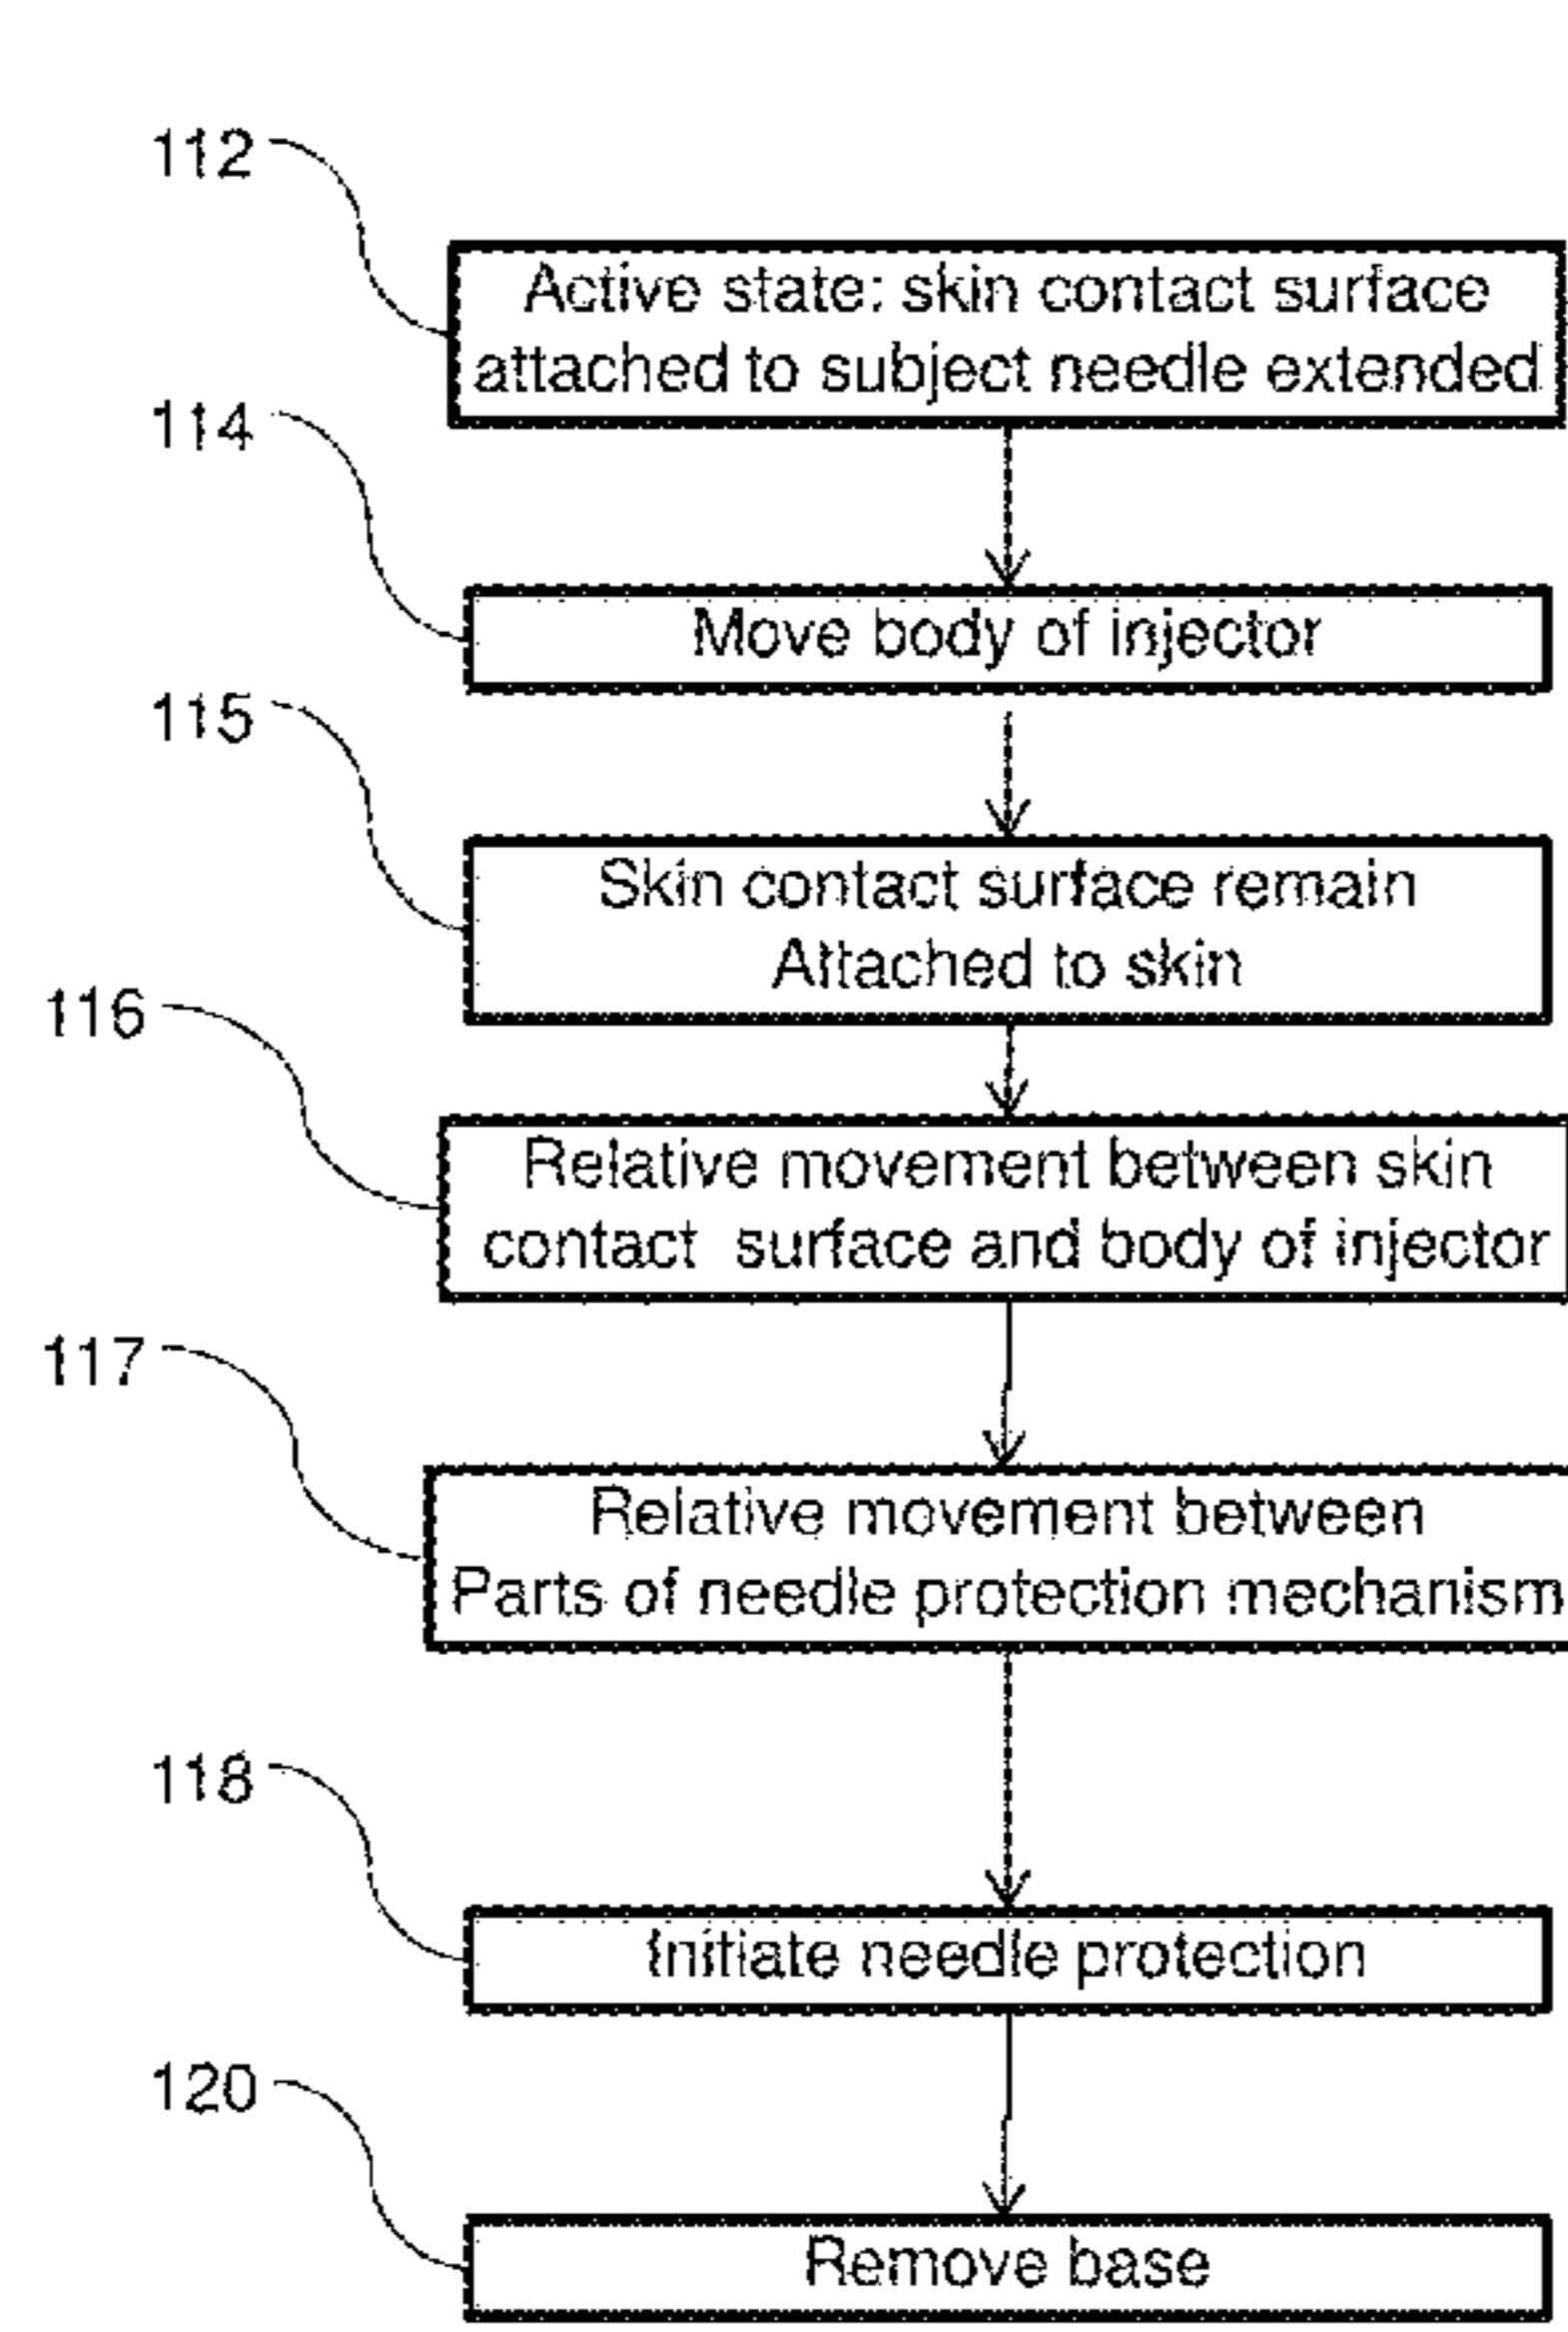 112
Active state: skin contact surface
attached to subject needle extended
114
Move body of injector
115
Skin contact surface remain
Attached to skin
116
Relative movement between skin
contact surface and body of injector
117
Relative movement between
Parts of needle protection mechanism
118
Initiate needle protection
120
Remove base